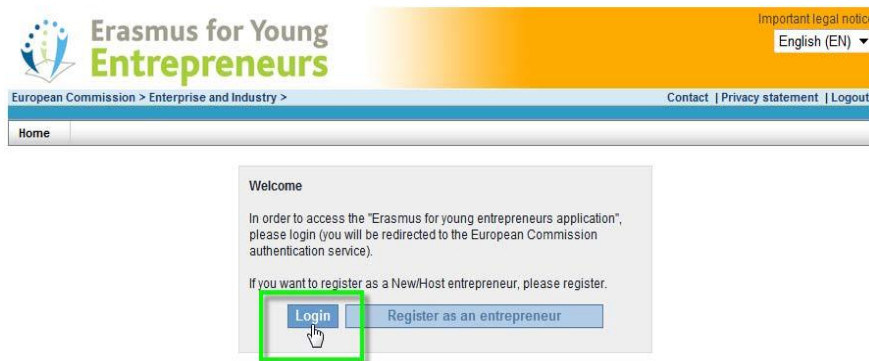 Important legal notice
Erasmus for Young
Entrepreneurs
English (EN)
European Commission > Enterprise and Industry >
Contact | Privacy statement | Logout
Home
Welcome
In order to access the "Erasmus for young entrepreneurs application",
please login (you will be redirected to the European Commission
authentication service).
If you want to register as a New/Host entrepreneur, please register.
Login
Register as an entrepreneur